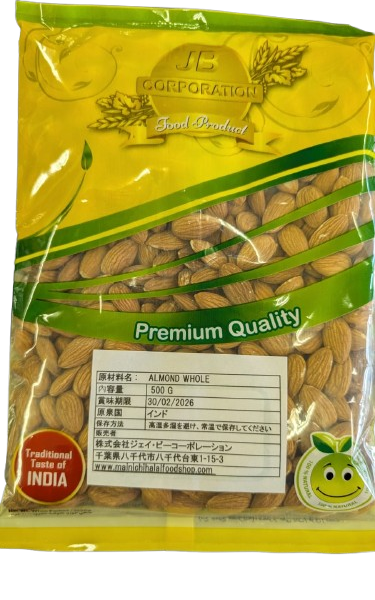 JB
CORPORATION
Food Product
Premium Quality
原材料名: ALMOND WHOLE
内容量 500 G
賞味期限 30/02/2026
原産国 インド
保存方法 高温多湿を避け、常温で保存してください
販売者
株式会社ジェイ・ビーコーポレーション
千葉県八千代市八千代台東1-15-3
www.mainichihalalfoodshop.com
Traditional
Taste of
INDIA